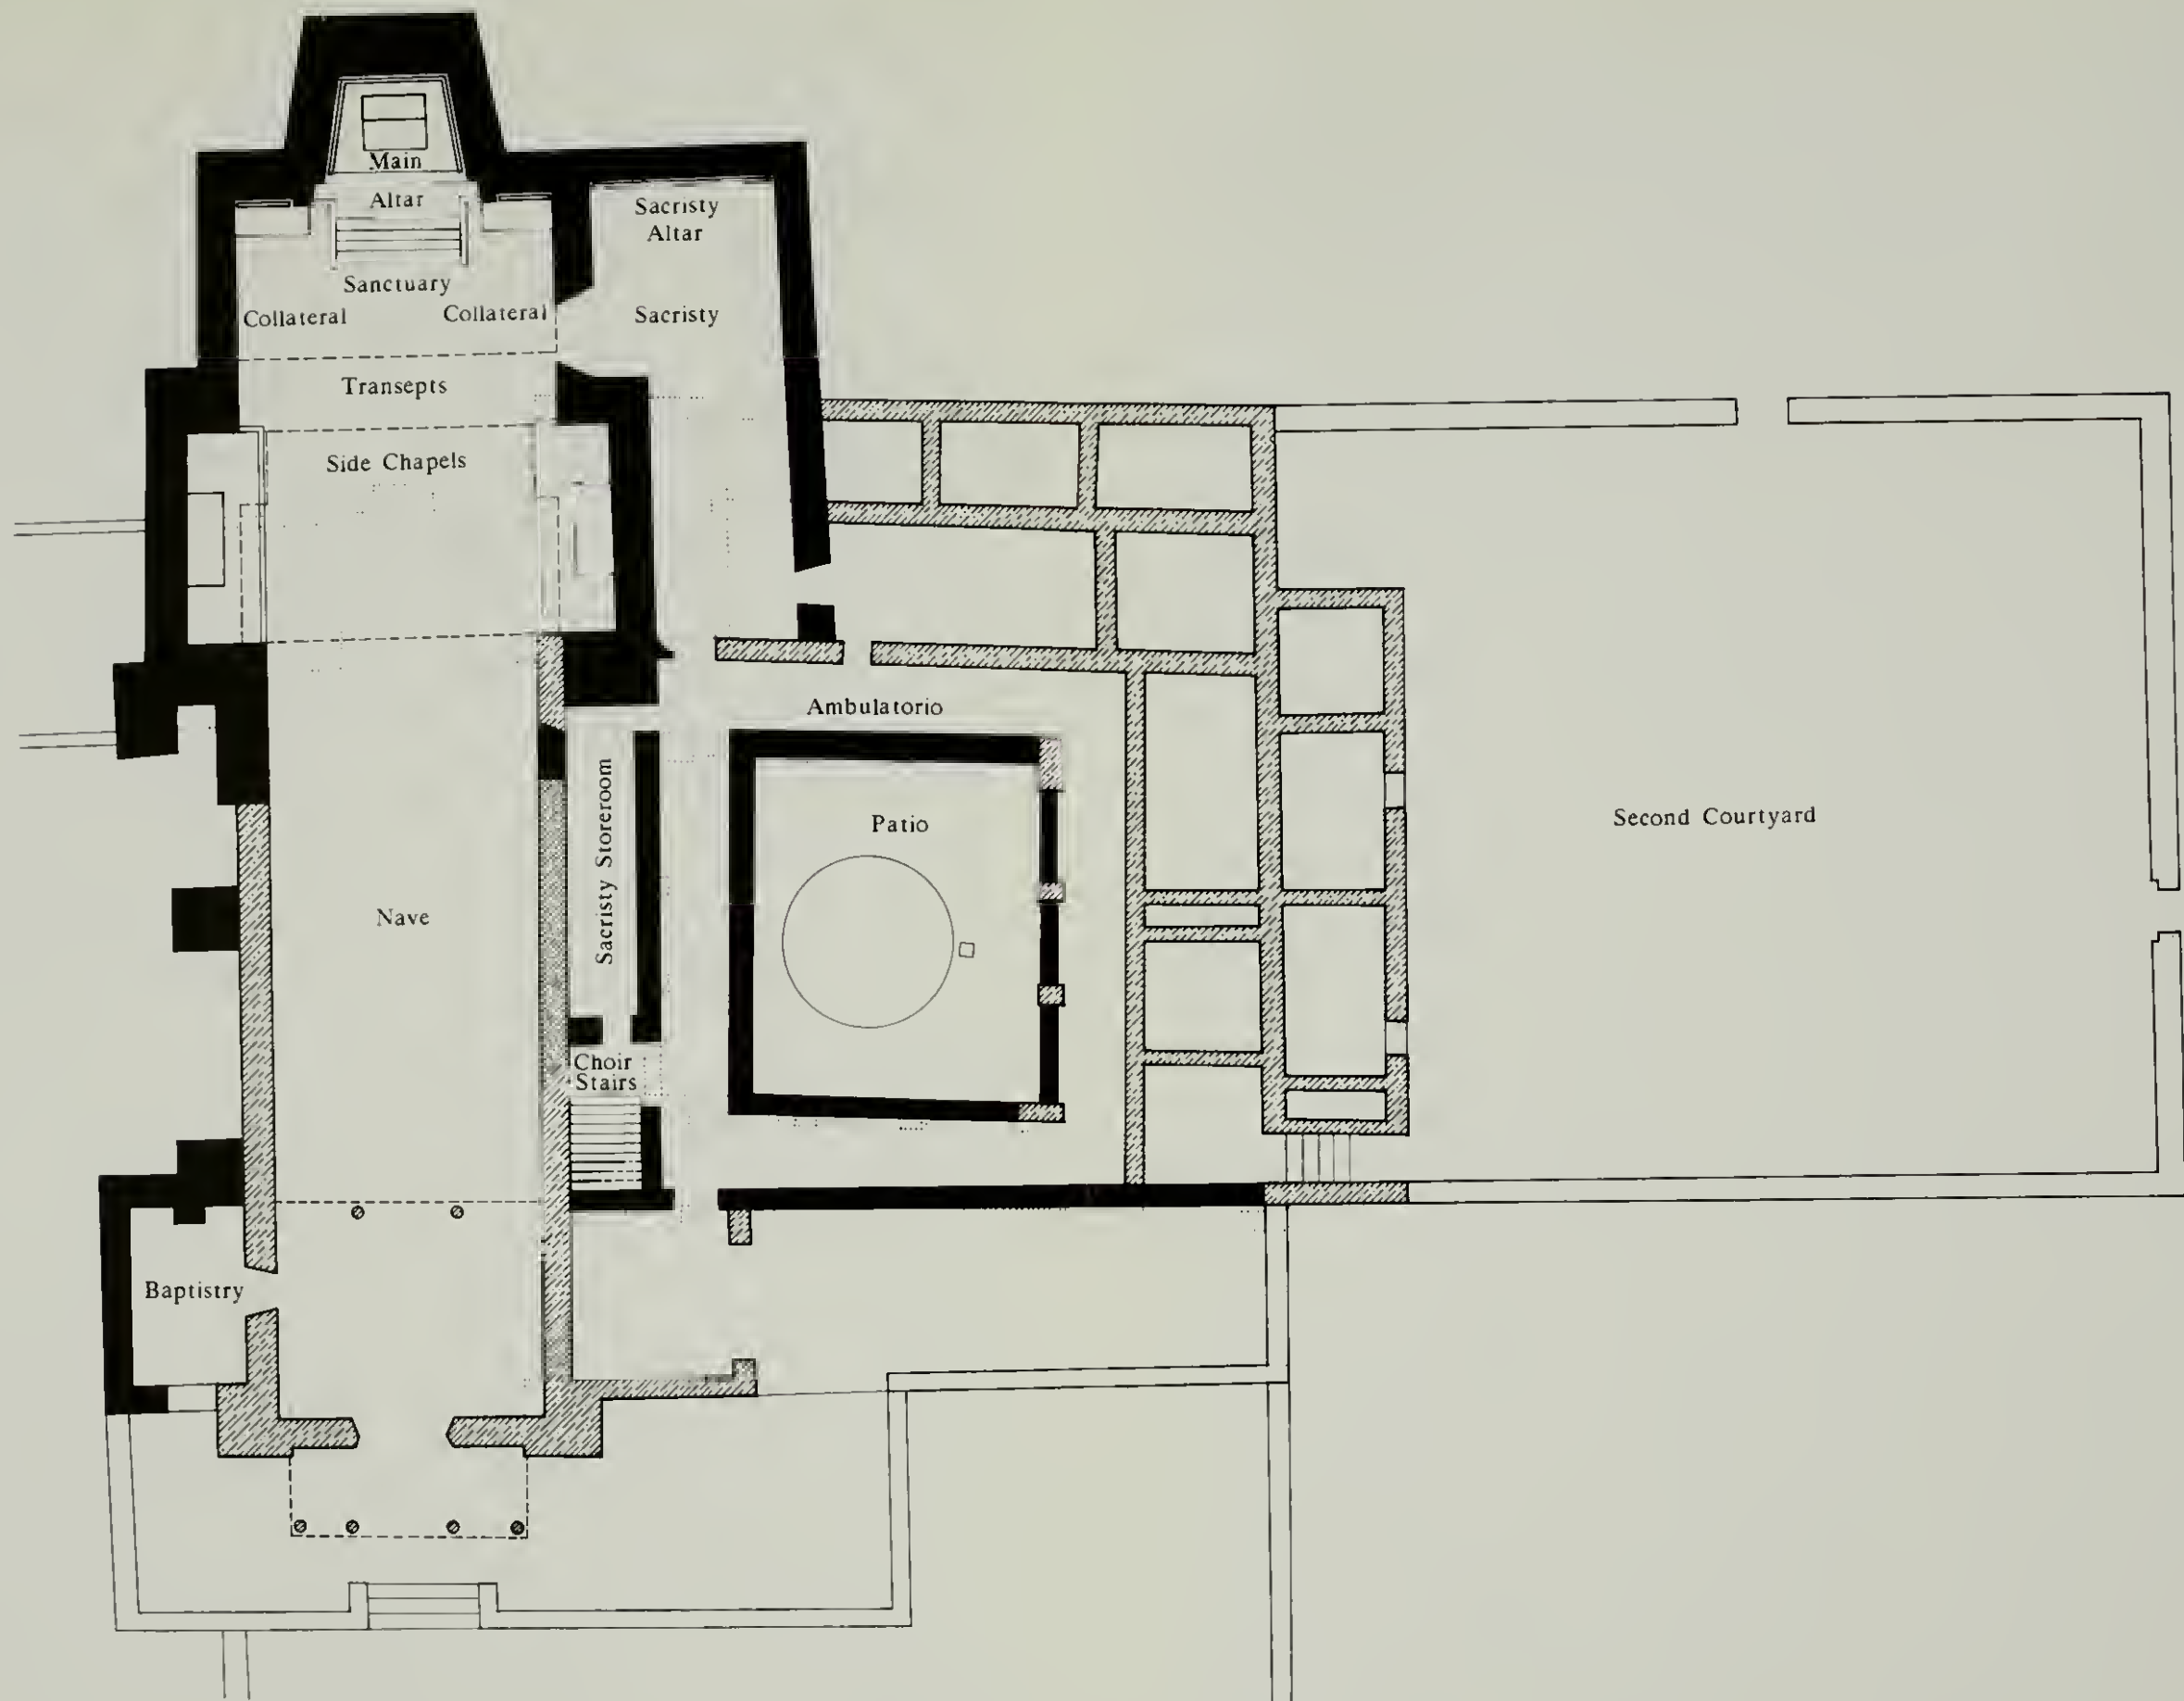 Main
Altar
Sacristy
Altar
Sanctuary
Collateral
Collateral
Sacristy
Transepts
Side Chapels
Ambulatorio
Sacristy Storeroom
Patio
Second Courtyard
Nave
Choir
Stairs
Baptistry